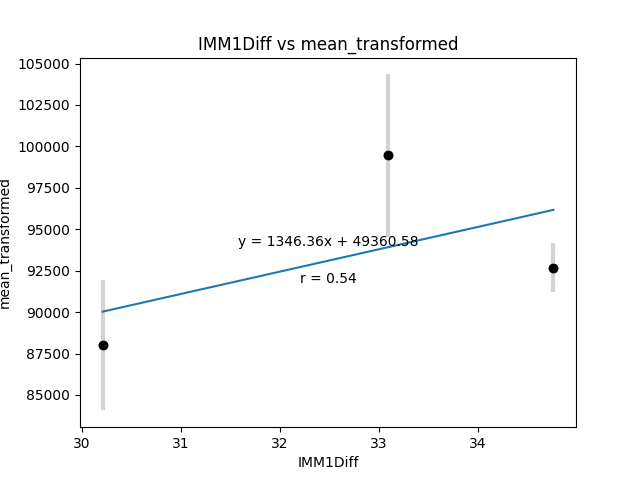 IMM1Diff vs mean_transformed
105000
102500
100000
97500
95000
92500
90000
87500
85000
mean_transformed
y = 1346.36x + 49360.58
r = 0.54
30 31 32 33 34
IMM1Diff